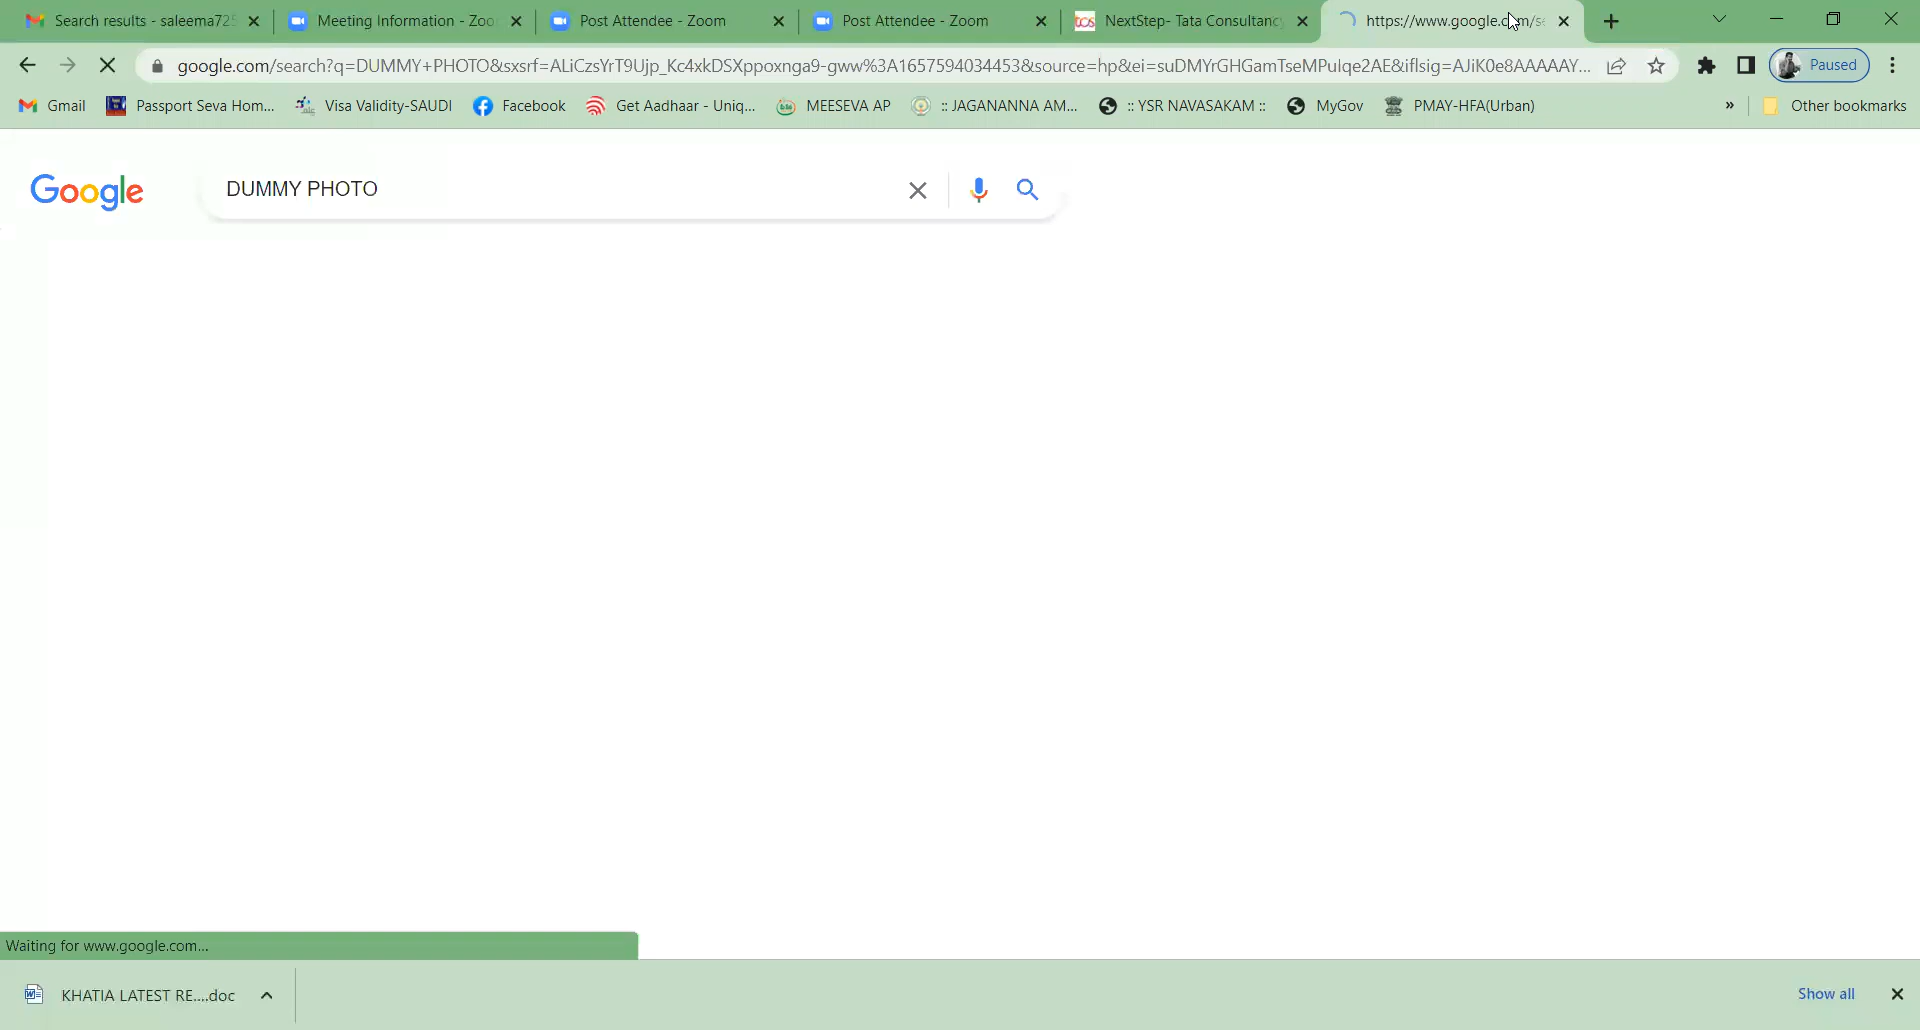 Search results - saleema725
Meeting Information - Zoo
Post Attendee - Zoom
Post Attendee - Zoom
NextStep- Tata Consultancy
https://www.google.com/se
google.com/search?q=DUMMY+PHOTO&sxsrf=ALiCzsYrT9Ujp_Kc4xkDSXppoxnga9-gww%3A1657594034453&source=hp&ei=suDMYrGHGamTseMPulqe2AE&iflsig=AJiK0e8AAAAAY...
Paused
Gmail
Passport Seva Hom...
Visa Validity-SAUDI
Facebook
Get Aadhaar - Uniq...
MEESEVA AP
:: JAGANANNA AM...
:: YSR NAVASAKAM ::
MyGov
PMAY-HFA(Urban)
»
Other bookmarks
Google
DUMMY PHOTO
Waiting for www.google.com...
KHATIA LATEST RE....doc
Show all